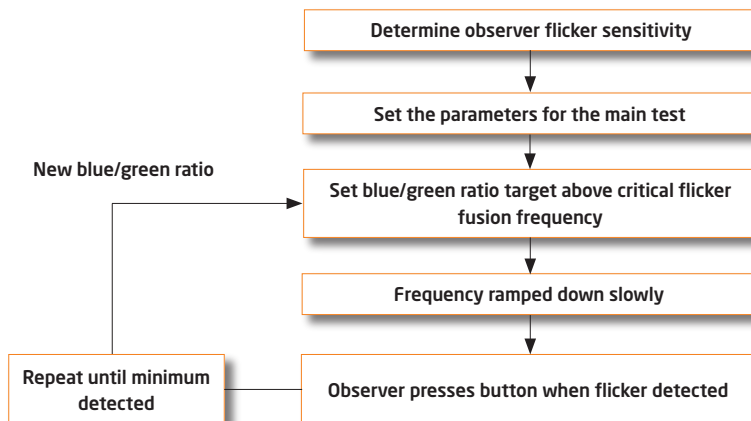 Determine observer flicker sensitivity
Set the parameters for the main test
New blue/green ratio
Set blue/green ratio target above critical flicker
fusion frequency
Frequency ramped down slowly
Observer presses button when flicker detected
Repeat until minimum
detected